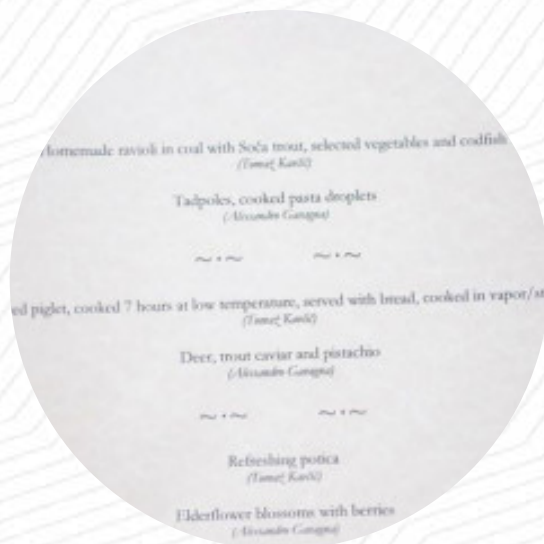 Homemade ravioli in coal with Soča trout, selected vegetables and codfish
(Tomaž Kavčič)
Tadpoles, cooked pasta droplets
(Alessandro Gavagna)
~•~ ~•~
piglet, cooked 7 hours at low temperature, served with bread, cooked in
(Tomaž Kavčič)
Deer, trout caviar and pistachio
(Alessandro Gavagna)
~•~ ~•~
Refreshing potica
(Tomaž Kavčič)
Elderflower blossoms with berries
(Alessandro Gavagna)